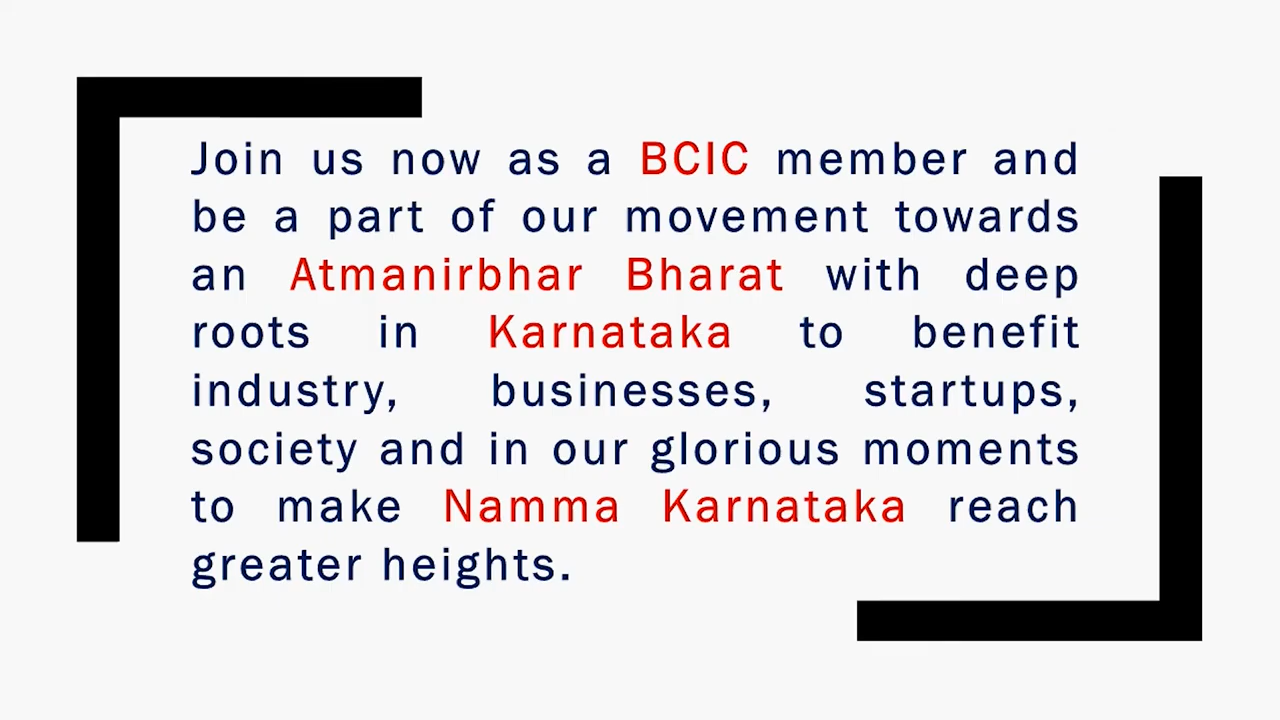 Join us now as a BCIC member and
be a part of our movement towards
an Atmanirbhar Bharat with deep
roots in Karnataka to benefit
industry, businesses, startups,
society and in our glorious moments
to make Namma Karnataka reach
greater heights.